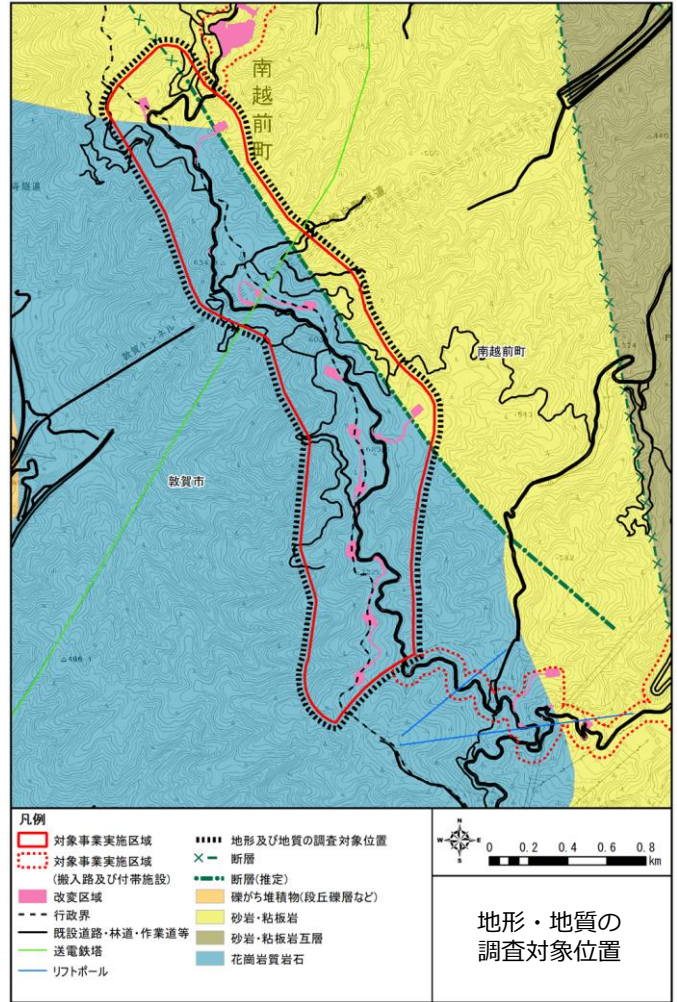 南越前町
敦賀トンネル
南越前町
敦賀市
凡例
対象事業実施区域
対象事業実施区域
(搬入路及び付帯施設)
改変区域
行政界
既設道路・林道・作業道等
送電鉄塔
リフトポール
地形及び地質の調査対象位置
断層
断層(推定)
礫がち堆積物(段丘礫層など)
砂岩・粘板岩
砂岩・粘板岩互層
花崗岩質岩石
N
W E
S
0 0.2 0.4 0.6 0.8
km
地形・地質の
調査対象位置